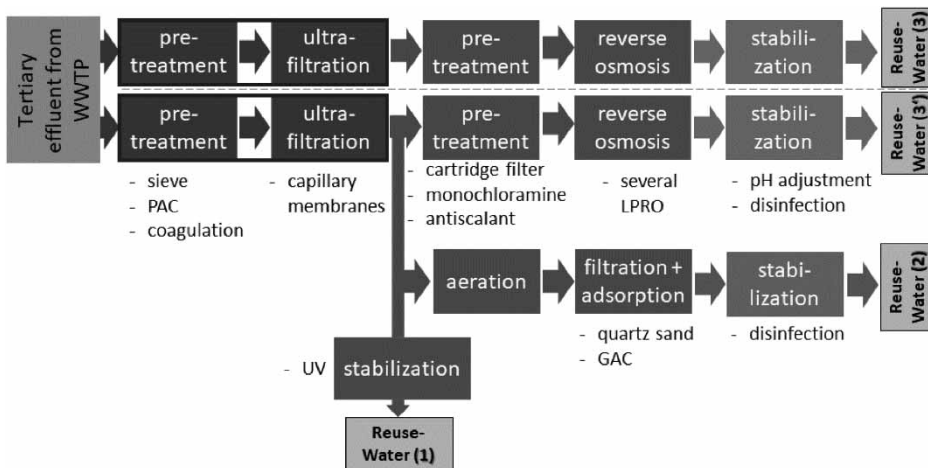 Tertiary
effluent from
WWTP
pre-
treatment
ultra-
filtration
pre-
treatment
reverse
osmosis
stabili-
zation
Reuse-
Water (3)
pre-
treatment
ultra-
filtration
pre-
treatment
reverse
osmosis
stabili-
zation
Reuse-
Water (3')
- sieve
- PAC
- coagulation
- capillary
membranes
- cartridge filter
- monochloramine
- antiscalant
- several
LPRO
- pH adjustment
- disinfection
aeration
filtration +
adsorption
stabi-
lization
Reuse-
Water (2)
- quartz sand
- GAC
- disinfection
- UV
stabilization
Reuse-
Water (1)